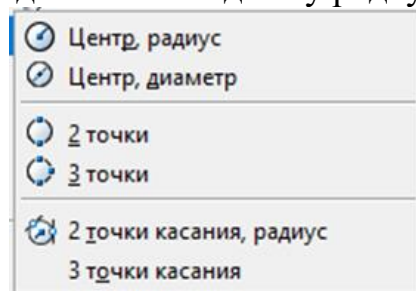 Центр, радиус
Центр, диаметр
2 точки
3 точки
2 точки касания, радиус
3 точки касания